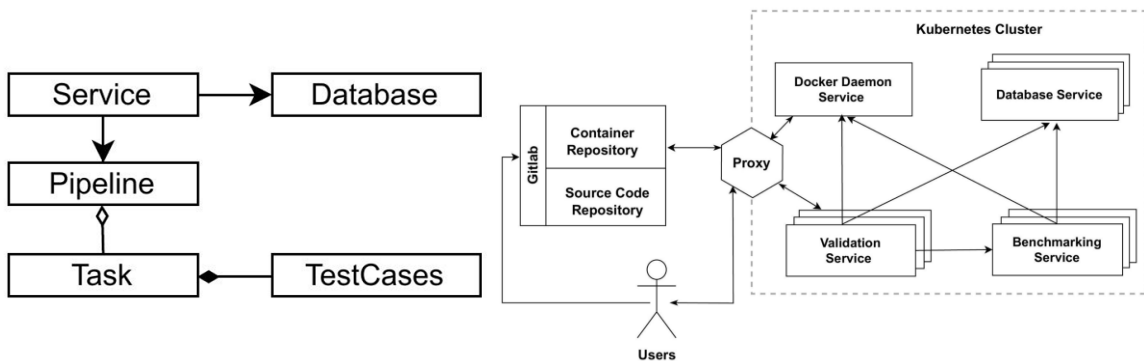 Service
Database
Pipeline
Task
TestCases
Gitlab
Container
Repository
Source Code
Repository
Users
Proxy
Kubernetes Cluster
Docker Daemon
Service
Database Service
Validation
Service
Benchmarking
Service